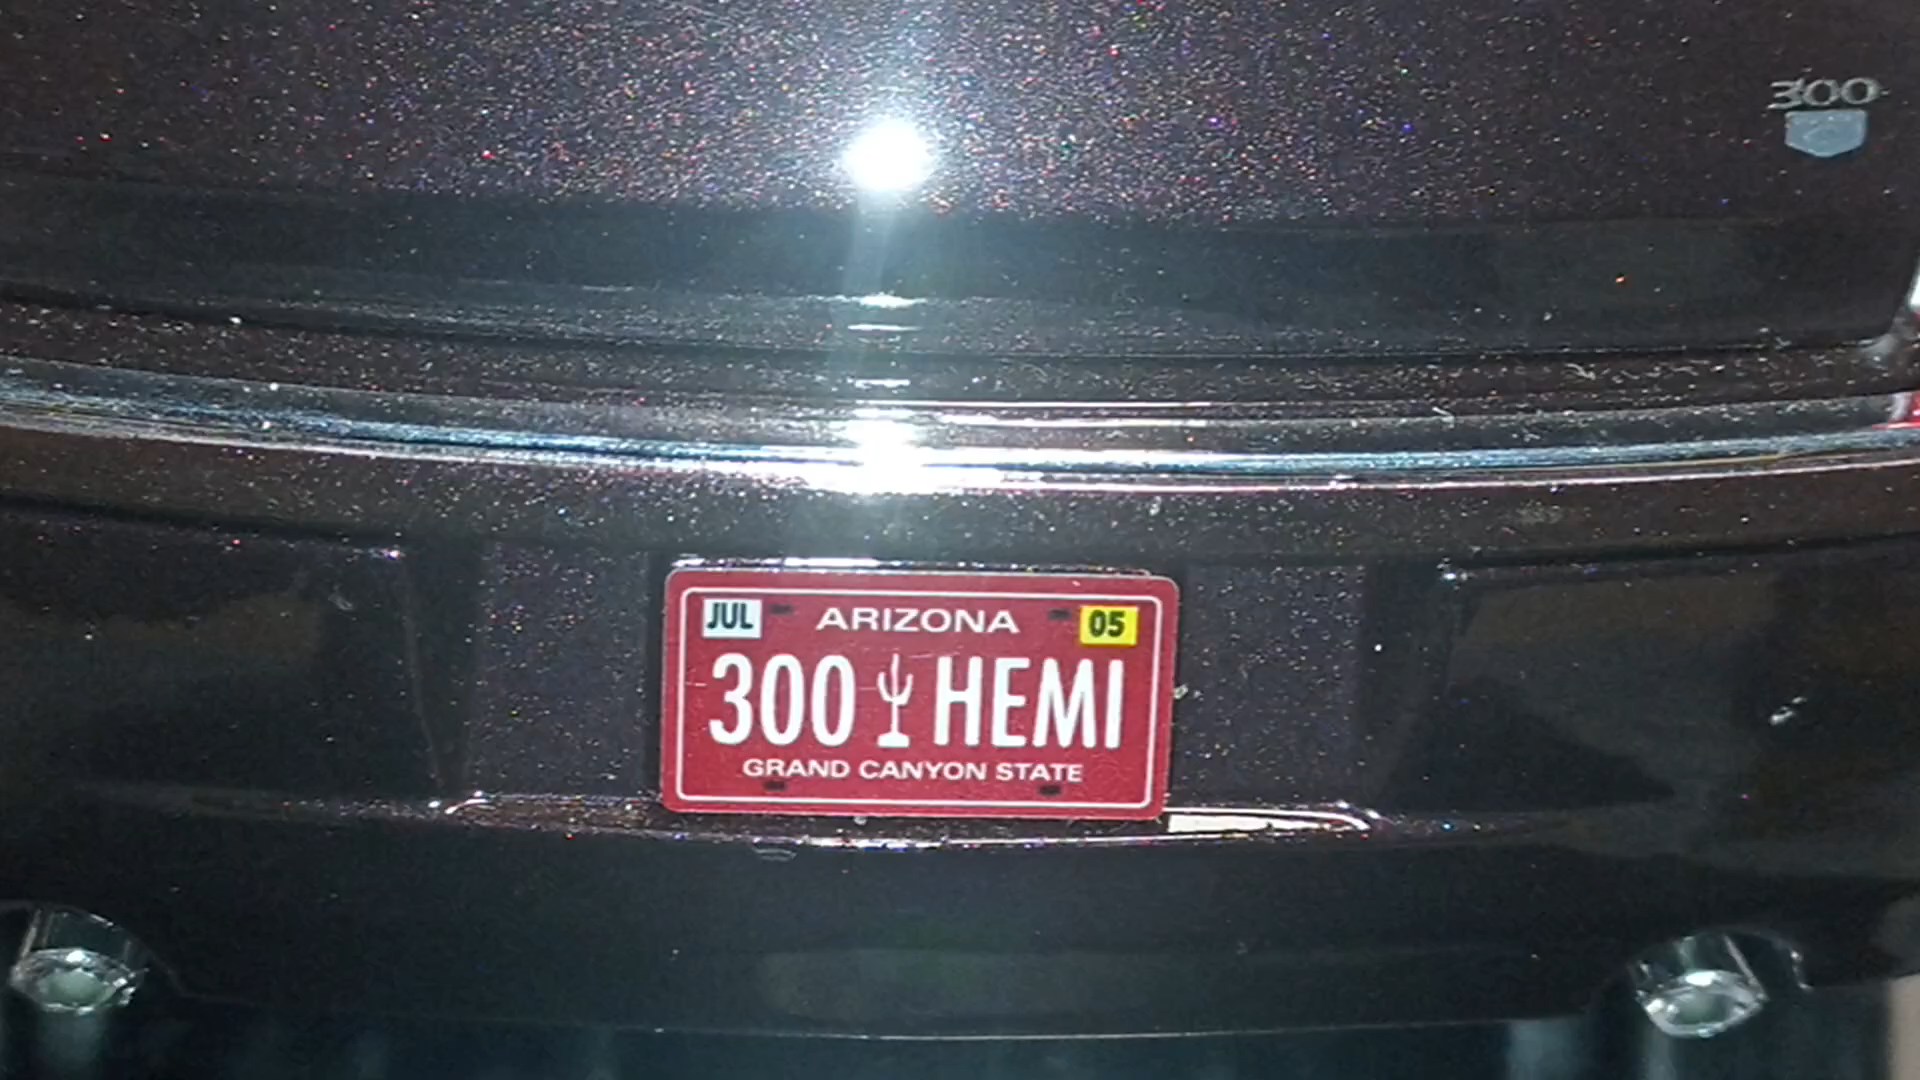 300
JUL ARIZONA 05
300 HEMI
GRAND CANYON STATE